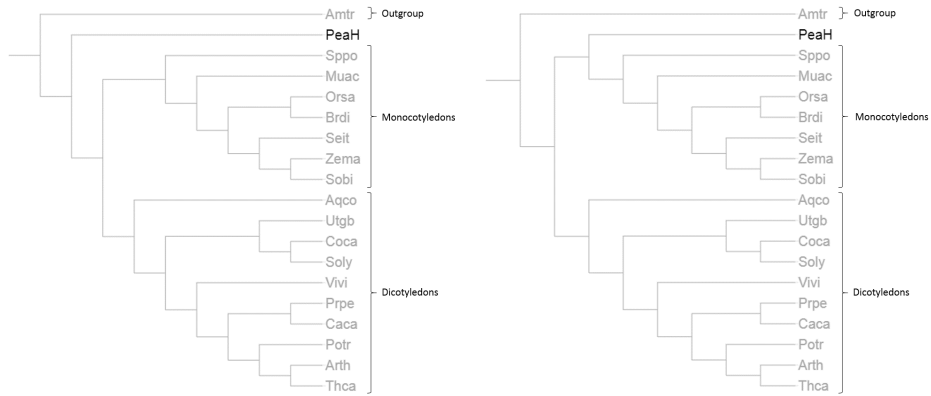 Amtr
Outgroup
PeaH
Sppo
Muac
Orsa
Brdi
Monocotyledons
Seit
Zema
Sobi
Aqco
Utgb
Coca
Soly
Vivi
Dicotyledons
Prpe
Caca
Potr
Arth
Thca
Amtr
Outgroup
PeaH
Sppo
Muac
Orsa
Brdi
Monocotyledons
Seit
Zema
Sobi
Aqco
Utgb
Coca
Soly
Vivi
Dicotyledons
Prpe
Caca
Potr
Arth
Thca